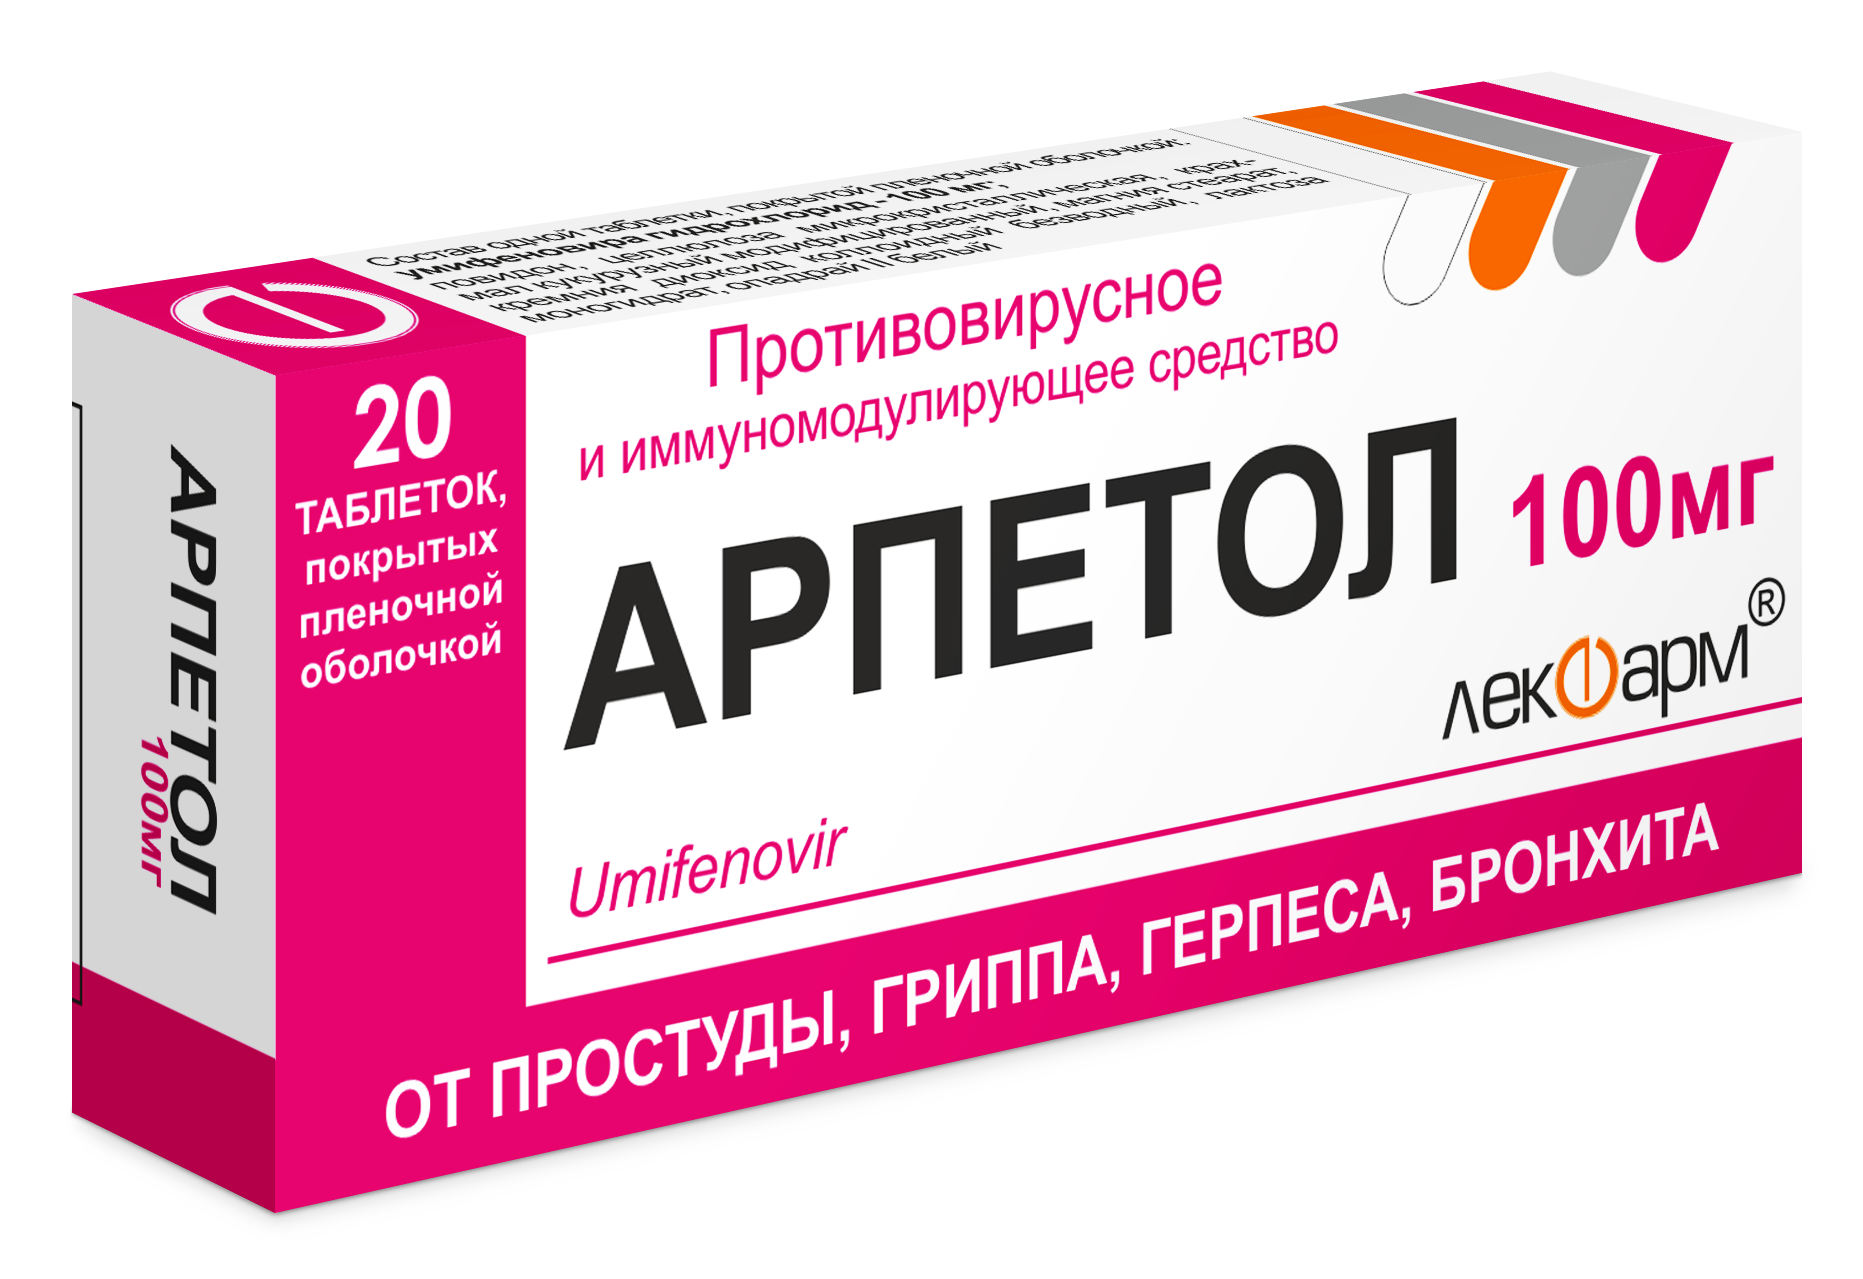 Состав одной таблетки, покрытой пленочной оболочкой:
умифеновира гидрохлорид -100 мг,
повидон, целлюлоза микрокристаллическая, крах-
мал кукурузный модифицированный, магния стеарат,
кремния диоксид коллоидный безводный, лактоза
моногидрат, опадрай II белый
Противовирусное
и иммуномодулирующее средство
20
ТАБЛЕТОК,
покрытых
пленочной
оболочкой
АРПЕТОЛ 100мг
лекФарм®
Umifenovir
ОТ ПРОСТУДЫ, ГРИППА, ГЕРПЕСА, БРОНХИТА
АРПЕТОЛ
100мг